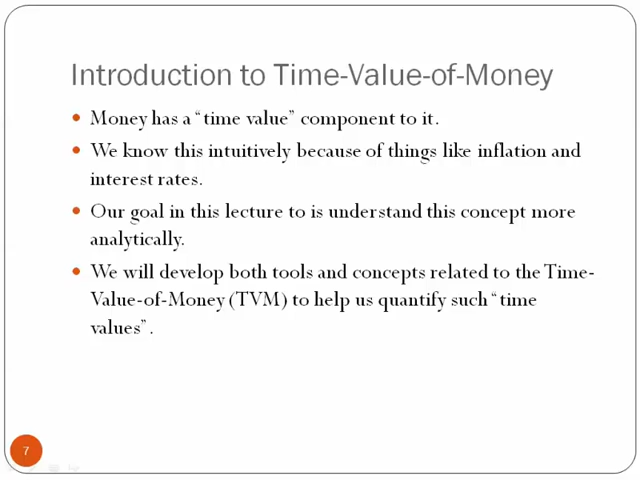 Introduction to Time-Value-of-Money
• Money has a “time value” component to it.
• We know this intuitively because of things like inflation and
interest rates.
• Our goal in this lecture to is understand this concept more
analytically.
• We will develop both tools and concepts related to the Time-
Value-of-Money (TVM) to help us quantify such “time
values”.
7